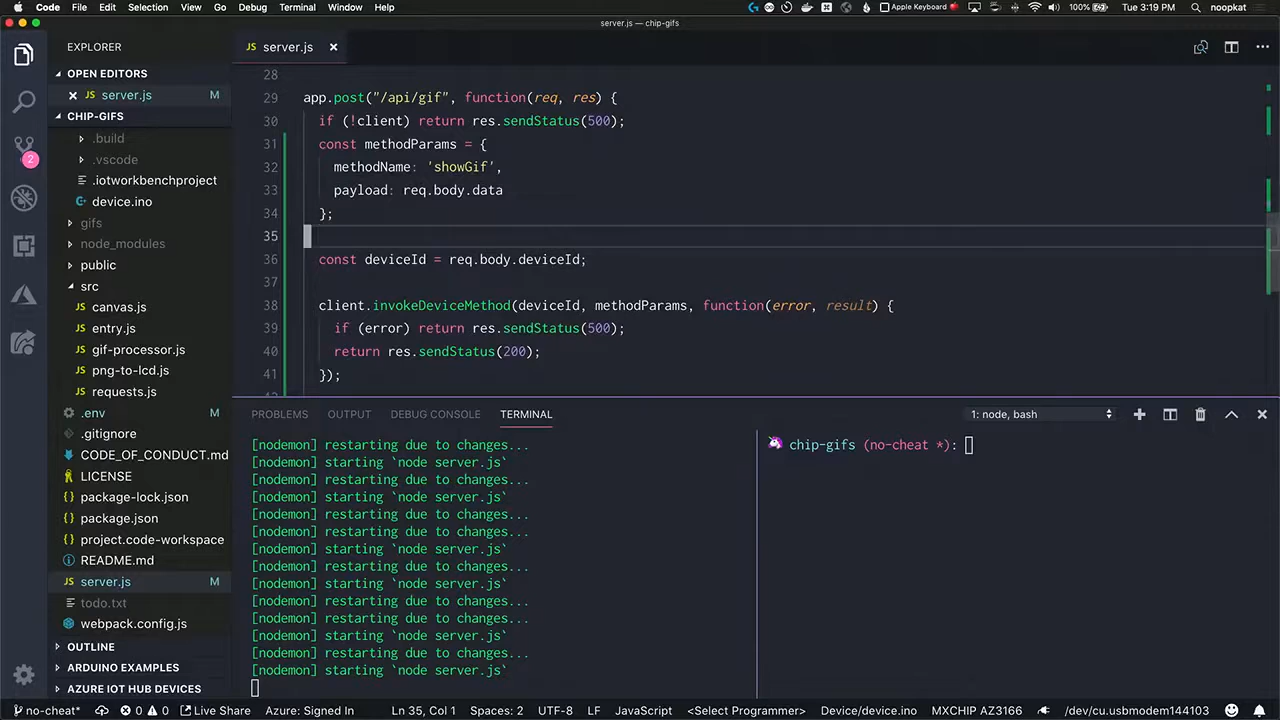 Code File Edit Selection View Go Debug Terminal Window Help
Apple Keyboard 100% Tue 3:19 PM noopkat
server.js — chip-gifs
EXPLORER
OPEN EDITORS
server.js M
CHIP-GIFS
.build
.vscode
.iotworkbenchproject
device.ino
gifs
node_modules
public
src
canvas.js
entry.js
gif-processor.js
png-to-lcd.js
requests.js
.env M
.gitignore
CODE_OF_CONDUCT.md
LICENSE
package-lock.json
package.json
project.code-workspace
README.md
server.js M
todo.txt
webpack.config.js
OUTLINE
ARDUINO EXAMPLES
AZURE IOT HUB DEVICES
2
JS server.js
28
29 app.post("/api/gif", function(req, res) {
30 if (!client) return res.sendStatus(500);
31 const methodParams = {
32 methodName: 'showGif',
33 payload: req.body.data
34 };
35
36 const deviceId = req.body.deviceId;
37
38 client.invokeDeviceMethod(deviceId, methodParams, function(error, result) {
39 if (error) return res.sendStatus(500);
40 return res.sendStatus(200);
41 });
PROBLEMS OUTPUT DEBUG CONSOLE TERMINAL 1: node, bash
[nodemon] restarting due to changes...
[nodemon] starting `node server.js`
[nodemon] restarting due to changes...
[nodemon] starting `node server.js`
[nodemon] restarting due to changes...
[nodemon] restarting due to changes...
[nodemon] starting `node server.js`
[nodemon] restarting due to changes...
[nodemon] starting `node server.js`
[nodemon] restarting due to changes...
[nodemon] restarting due to changes...
[nodemon] starting `node server.js`
[nodemon] restarting due to changes...
[nodemon] starting `node server.js`
chip-gifs (no-cheat *):
no-cheat* 0 0 Live Share Azure: Signed In Ln 35, Col 1 Spaces: 2 UTF-8 LF JavaScript <Select Programmer> Device/device.ino MXCHIP AZ3166 /dev/cu.usbmodem144103